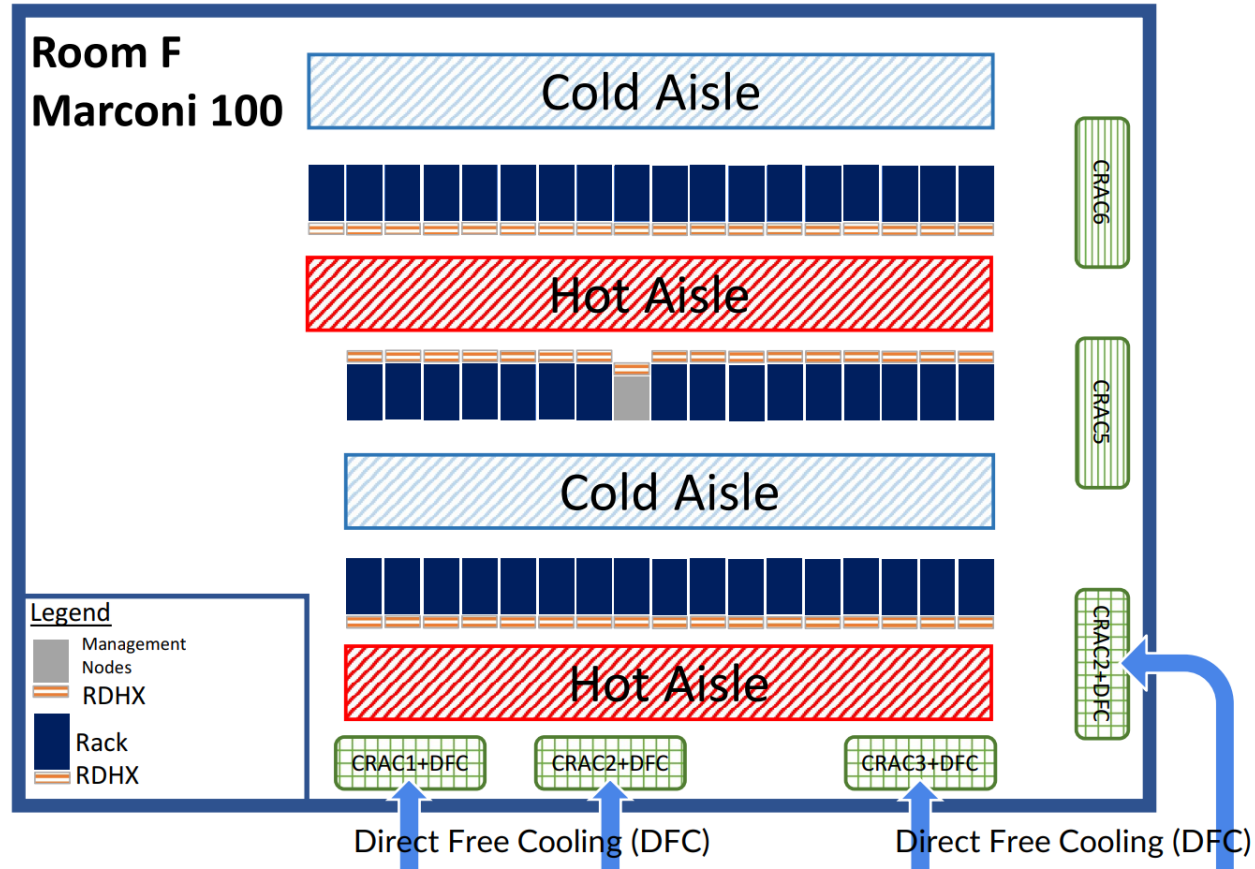 Room F
Marconi 100
Cold Aisle
CRAC6
Hot Aisle
CRAC5
Cold Aisle
CRAC2+DFC
Hot Aisle
Legend
Management
Nodes
RDHX
Rack
RDHX
CRAC1+DFC
CRAC2+DFC
CRAC3+DFC
Direct Free Cooling (DFC)
Direct Free Cooling (DFC)